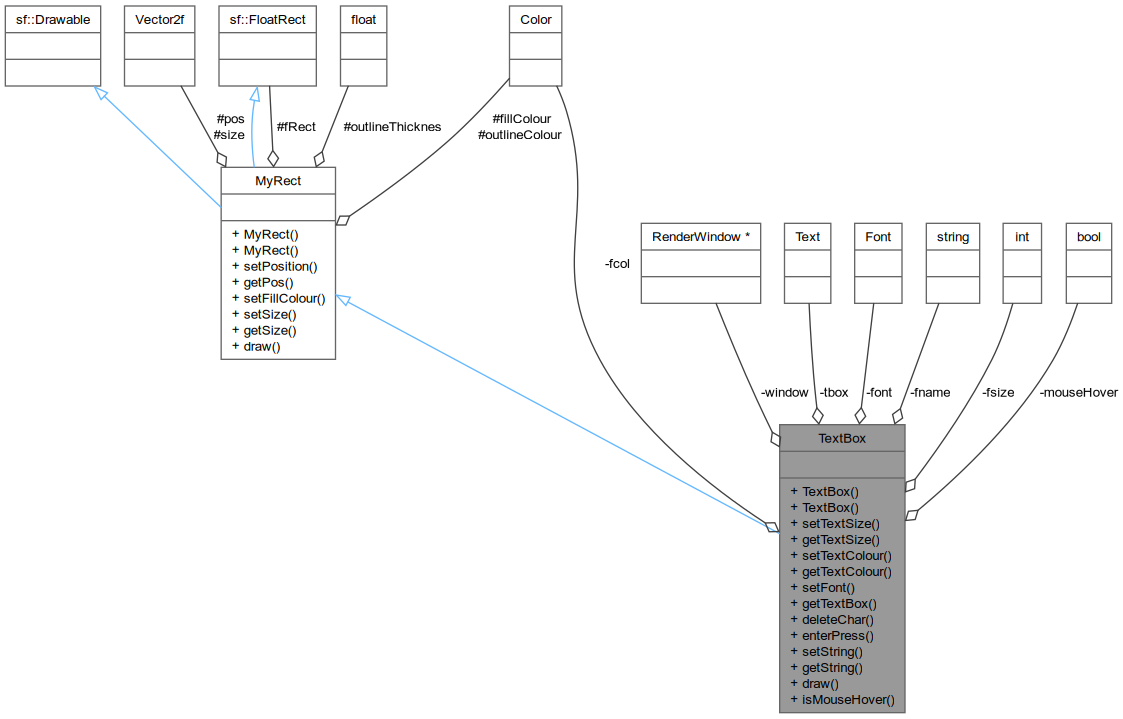 sf::Drawable
Vector2f
sf::FloatRect
float
Color
#pos
#size
#fRect
#outlineThicknes
#fillColour
#outlineColour
MyRect
+ MyRect()
+ MyRect()
+ setPosition()
+ getPos()
+ setFillColour()
+ setSize()
+ getSize()
+ draw()
-fcol
RenderWindow *
Text
Font
string
int
bool
-window
-tbox
-font
-fname
-fsize
-mouseHover
TextBox
+ TextBox()
+ TextBox()
+ setTextSize()
+ getTextSize()
+ setTextColour()
+ getTextColour()
+ setFont()
+ getTextBox()
+ deleteChar()
+ enterPress()
+ setString()
+ getString()
+ draw()
+ isMouseHover()